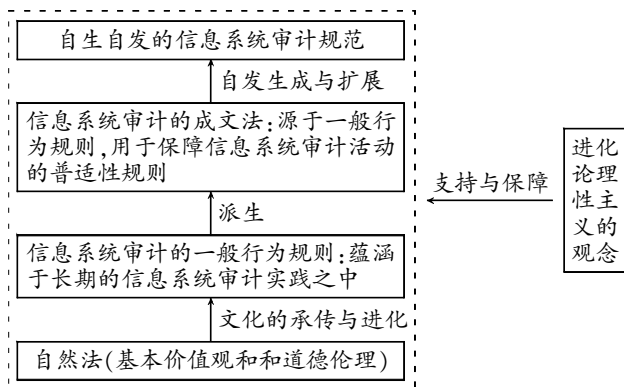 自生自发的信息系统审计规范
自发生成与扩展
信息系统审计的成文法:源于一般行
为规则,用于保障信息系统审计活动
的普适性规则
派生
信息系统审计的一般行为规则:蕴涵
于长期的信息系统审计实践之中
文化的承传与进化
自然法(基本价值观和和道德伦理)
支持与保障
进化
论理
性主
义的
观念